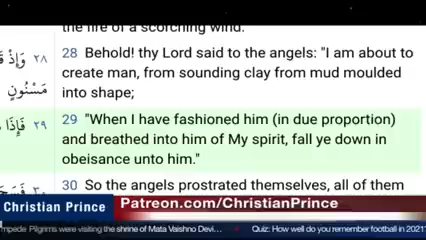 the fire of a scorching wind.
28 Behold! thy Lord said to the angels: "I am about to
create man, from sounding clay from mud moulded
into shape;
٢٨ وَإِذْ قَ
مَسْنُونٍ
29 "When I have fashioned him (in due proportion)
and breathed into him of My spirit, fall ye down in
obeisance unto him."
٢٩ فَإِذَا
30 So the angels prostrated themselves, all of them
Christian Prince
Patreon.com/ChristianPrince
mpede Pilgrims were visiting the shrine of Mata Vaishno Devi...
Quiz: How well do you remember football in 2021?